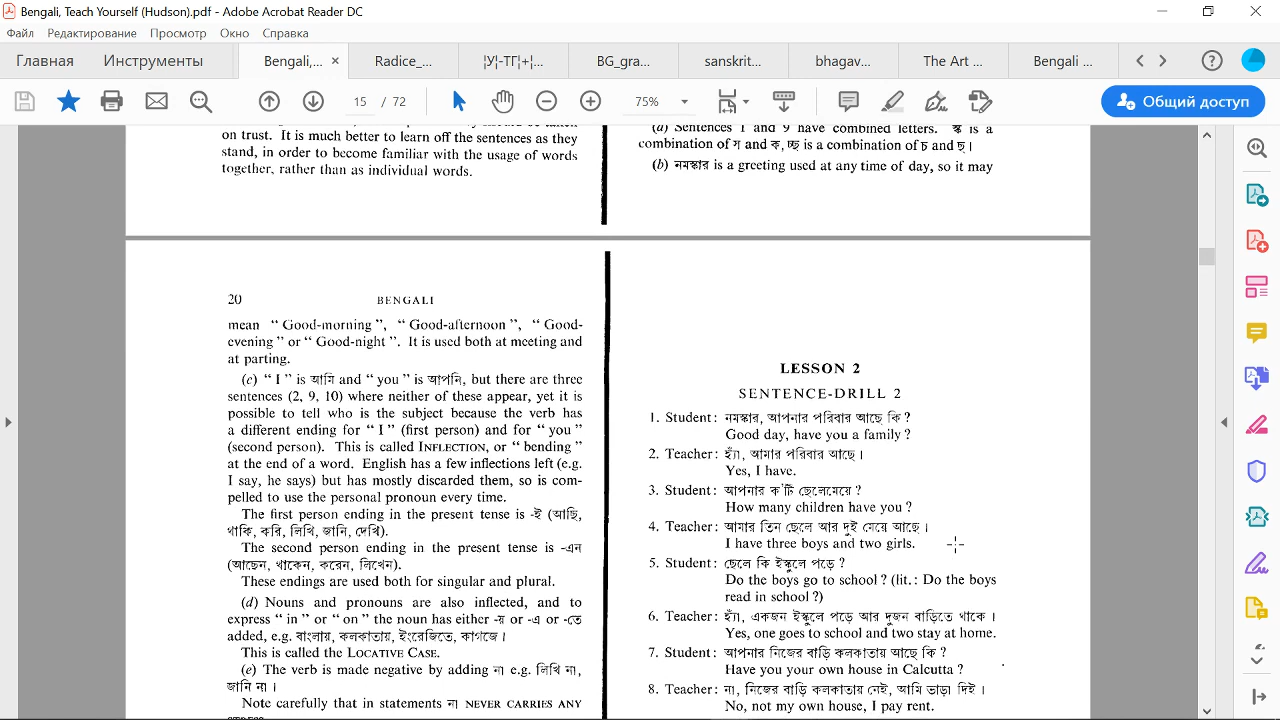 Bengali, Teach Yourself (Hudson).pdf - Adobe Acrobat Reader DC
Файл Редактирование Просмотр Окно Справка
Главная Инструменты Bengali,... × Radice_... ¦У¦-ТГ¦+¦... BG_gra... sanskrit... bhagav... The Art ... Bengali ...
15 / 72 75% Общий доступ
on trust. It is much better to learn off the sentences as they
stand, in order to become familiar with the usage of words
together, rather than as individual words.
(a) Sentences 1 and 9 have combined letters. স্ক is a
combination of স and ক, চ্ছ is a combination of চ and ছ।
(b) নমস্কার is a greeting used at any time of day, so it may
20 BENGALI
mean “ Good-morning ”, “ Good-afternoon ”, “ Good-
evening ” or “ Good-night ”. It is used both at meeting and
at parting.
(c) “ I ” is আমি and “ you ” is আপনি, but there are three
sentences (2, 9, 10) where neither of these appear, yet it is
possible to tell who is the subject because the verb has
a different ending for “ I ” (first person) and for “ you ”
(second person). This is called INFLECTION, or “ bending ”
at the end of a word. English has a few inflections left (e.g.
I say, he says) but has mostly discarded them, so is com-
pelled to use the personal pronoun every time.
The first person ending in the present tense is -ই (আছি,
থাকি, করি, লিখি, জানি, দেখি).
The second person ending in the present tense is -এন
(আছেন, থাকেন, করেন, লিখেন).
These endings are used both for singular and plural.
(d) Nouns and pronouns are also inflected, and to
express “ in ” or “ on ” the noun has either -য় or -এ or -তে
added, e.g. বাংলায়, কলকাতায়, ইংরেজিতে, কাগজে।
This is called the LOCATIVE CASE.
(e) The verb is made negative by adding না e.g. লিখি না,
জানি না।
Note carefully that in statements না NEVER CARRIES ANY
LESSON 2
SENTENCE-DRILL 2
1. Student: নমস্কার, আপনার পরিবার আছে কি ?
Good day, have you a family ?
2. Teacher: হ্যাঁ, আমার পরিবার আছে।
Yes, I have.
3. Student: আপনার ক'টি ছেলেমেয়ে ?
How many children have you ?
4. Teacher: আমার তিন ছেলে আর দুই মেয়ে আছে।
I have three boys and two girls.
5. Student: ছেলে কি ইস্কুলে পড়ে ?
Do the boys go to school ? (lit.: Do the boys
read in school ?)
6. Teacher: হ্যাঁ, একজন ইস্কুলে পড়ে আর দুজন বাড়িতে থাকে।
Yes, one goes to school and two stay at home.
7. Student: আপনার নিজের বাড়ি কলকাতায় আছে কি ?
Have you your own house in Calcutta ?
8. Teacher: না, নিজের বাড়ি কলকাতায় নেই, আমি ভাড়া দিই।
No, not my own house, I pay rent.